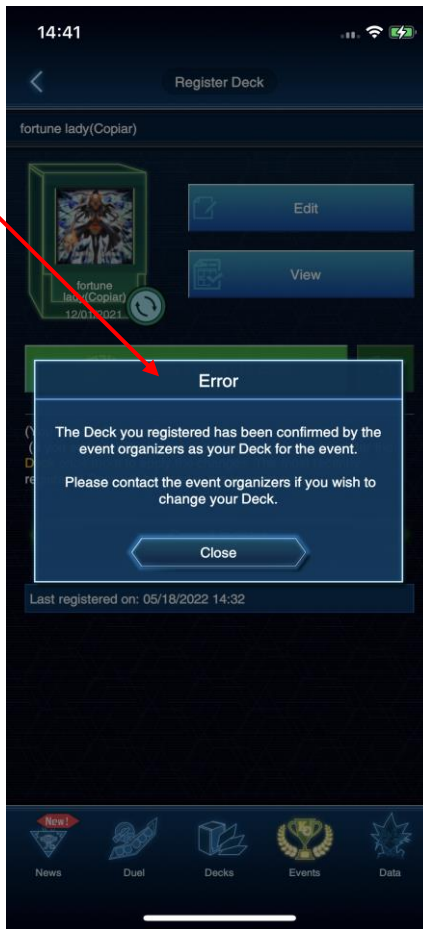 14:41
Register Deck
fortune lady(Copiar)
Edit
fortune
lady(Copiar)
12/01/2021
View
Error
The Deck you registered has been confirmed by the
event organizers as your Deck for the event.
Please contact the event organizers if you wish to
change your Deck.
Close
Last registered on: 05/18/2022 14:32
New!
News
Duel
Decks
Events
Data